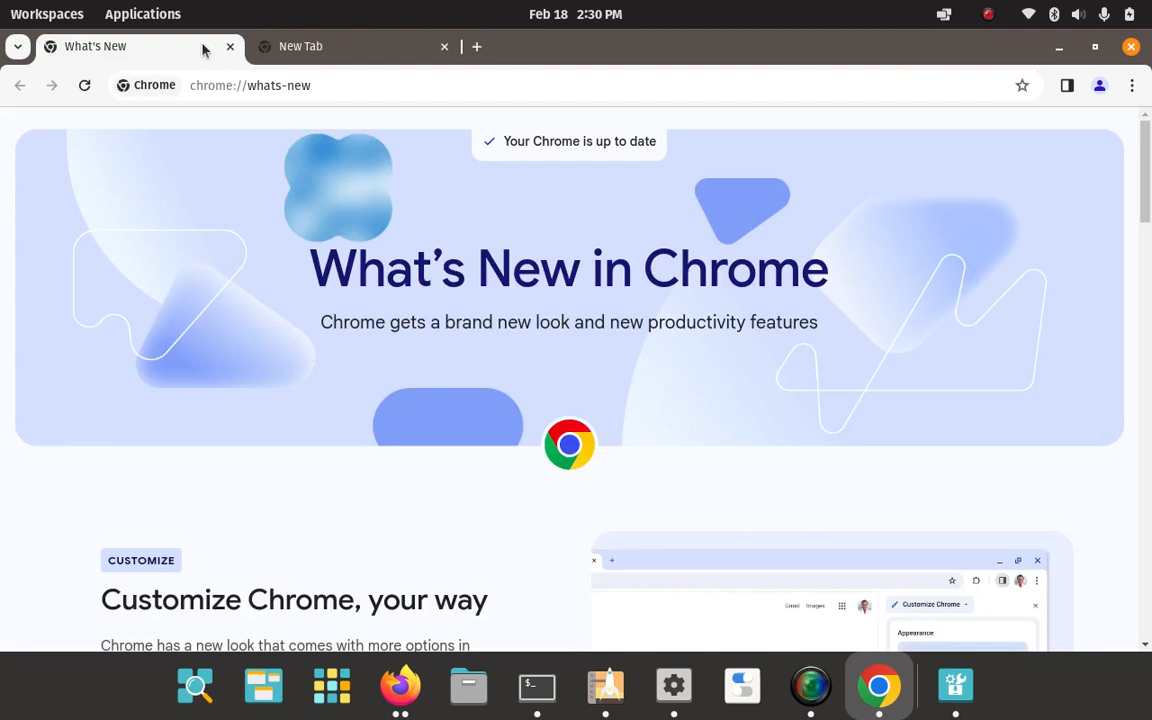 Workspaces Applications Feb 18 2:30 PM
What's New New Tab
Chrome chrome://whats-new
Your Chrome is up to date
What's New in Chrome
Chrome gets a brand new look and new productivity features
CUSTOMIZE
Customize Chrome, your way
Chrome has a new look that comes with more options in
Gmail Images
Customize Chrome
Appearance
$_